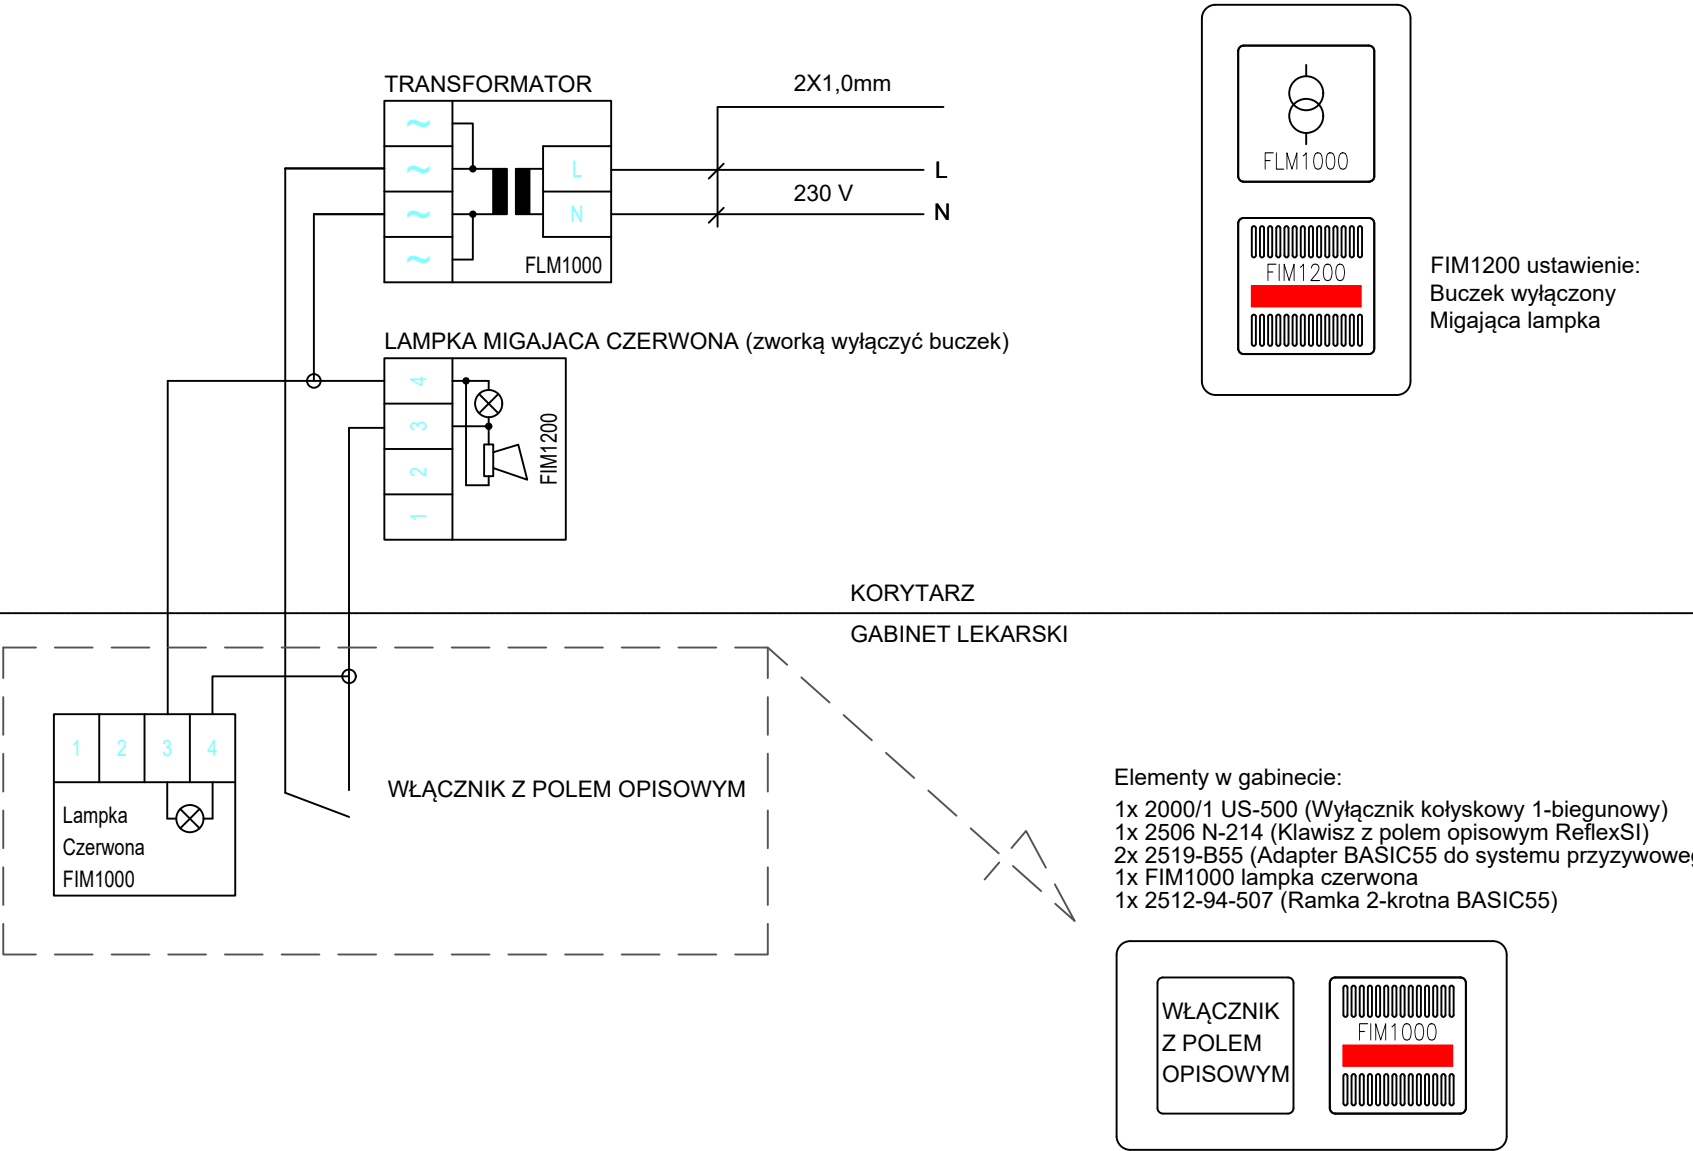 TRANSFORMATOR
2X1,0mm
~
~
~
~
L
N
L
230 V
N
FLM1000
FLM1000
FIM1200
FIM1200 ustawienie:
Buczek wyłączony
Migająca lampka
LAMPKA MIGAJACA CZERWONA (zworką wyłączyć buczek)
4
3
2
1
FIM1200
KORYTARZ
GABINET LEKARSKI
1 2 3 4
Lampka
Czerwona
FIM1000
WŁĄCZNIK Z POLEM OPISOWYM
Elementy w gabinecie:
1x 2000/1 US-500 (Wyłącznik kołyskowy 1-biegunowy)
1x 2506 N-214 (Klawisz z polem opisowym ReflexSI)
2x 2519-B55 (Adapter BASIC55 do systemu przyzywoweg
1x FIM1000 lampka czerwona
1x 2512-94-507 (Ramka 2-krotna BASIC55)
WŁĄCZNIK
Z POLEM
OPISOWYM
FIM1000